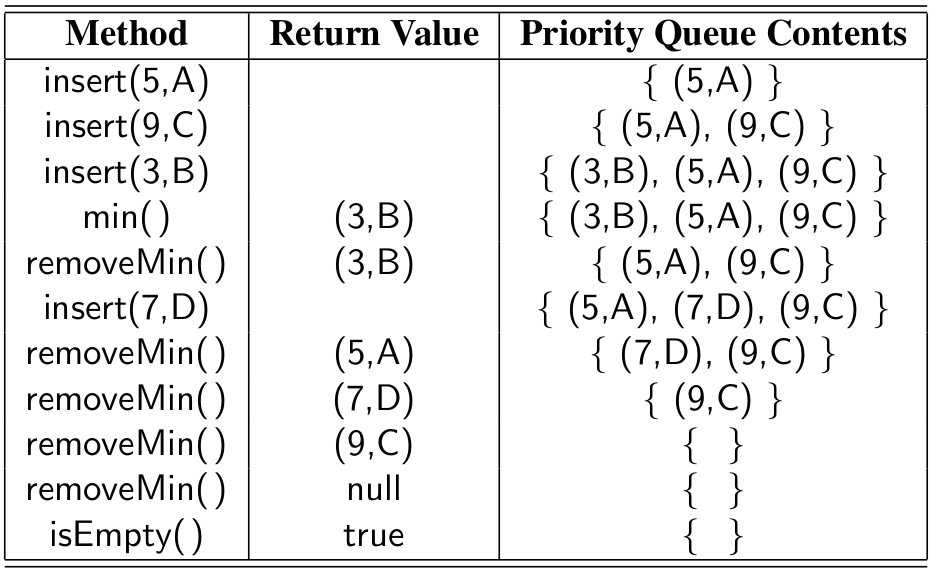 Method Return Value Priority Queue Contents
insert(5,A) { (5,A) }
insert(9,C) { (5,A), (9,C) }
insert(3,B) { (3,B), (5,A), (9,C) }
min() (3,B) { (3,B), (5,A), (9,C) }
removeMin() (3,B) { (5,A), (9,C) }
insert(7,D) { (5,A), (7,D), (9,C) }
removeMin() (5,A) { (7,D), (9,C) }
removeMin() (7,D) { (9,C) }
removeMin() (9,C) { }
removeMin() null { }
isEmpty() true { }